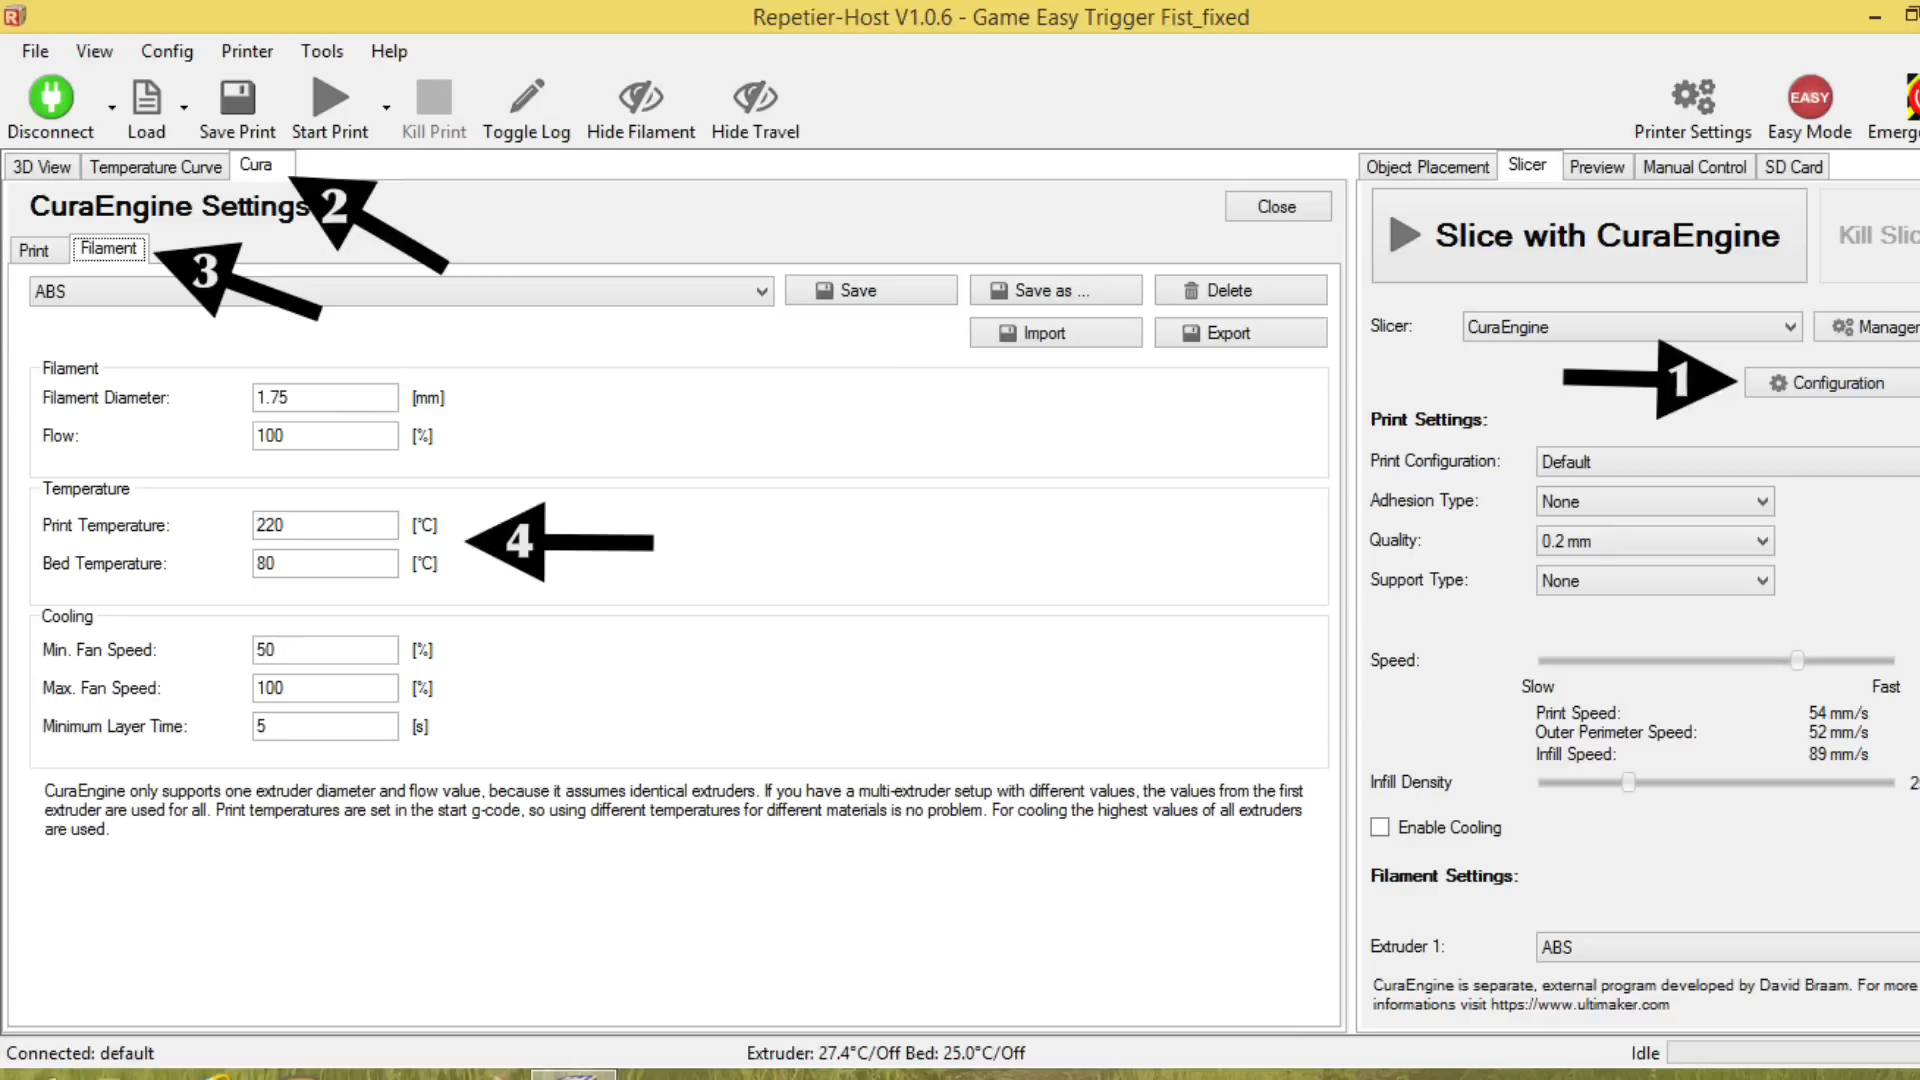 Repetier-Host V1.0.6 - Game Easy Trigger Fist_fixed
File View Config Printer Tools Help
Disconnect Load Save Print Start Print Kill Print Toggle Log Hide Filament Hide Travel Printer Settings EASY Easy Mode Emerg
3D View Temperature Curve Cura Object Placement Slicer Preview Manual Control SD Card
CuraEngine Settings 2 Close
Print Filament 3
ABS Save Save as ... Delete
Import Export
Filament
Filament Diameter: 1.75 [mm]
Flow: 100 [%]
Temperature
Print Temperature: 220 [°C]
4
Bed Temperature: 80 [°C]
Cooling
Min. Fan Speed: 50 [%]
Max. Fan Speed: 100 [%]
Minimum Layer Time: 5 [s]
CuraEngine only supports one extruder diameter and flow value, because it assumes identical extruders. If you have a multi-extruder setup with different values, the values from the first
extruder are used for all. Print temperatures are set in the start g-code, so using different temperatures for different materials is no problem. For cooling the highest values of all extruders
are used.
Slice with CuraEngine Kill Slic
Slicer: CuraEngine Manager
1 Configuration
Print Settings:
Print Configuration: Default
Adhesion Type: None
Quality: 0.2 mm
Support Type: None
Speed:
Slow Fast
Print Speed: 54 mm/s
Outer Perimeter Speed: 52 mm/s
Infill Speed: 89 mm/s
Infill Density 2
Enable Cooling
Filament Settings:
Extruder 1: ABS
CuraEngine is separate, external program developed by David Braam. For more
informations visit https://www.ultimaker.com
Connected: default Extruder: 27.4°C/Off Bed: 25.0°C/Off Idle